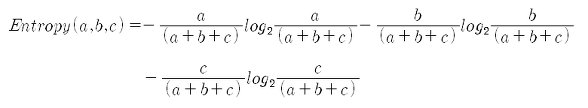 Entropy(a,b,c) = − a/(a+b+c) log₂ a/(a+b+c) − b/(a+b+c) log₂ b/(a+b+c)
− c/(a+b+c) log₂ c/(a+b+c)